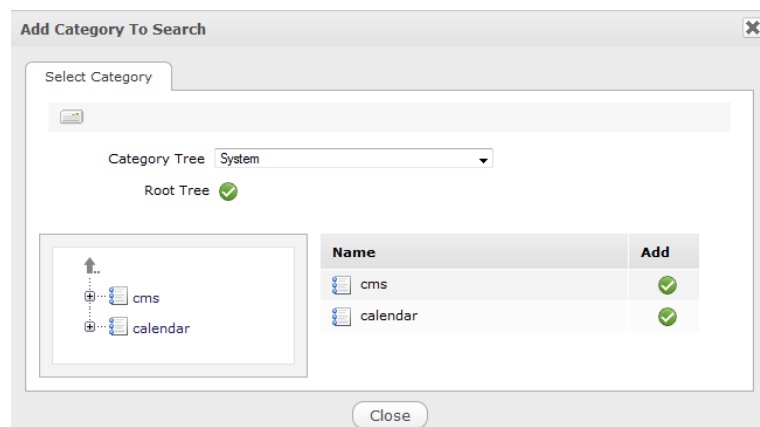 Add Category To Search
Select Category
Category Tree System
Root Tree
..
cms
calendar
Name Add
cms
calendar
Close